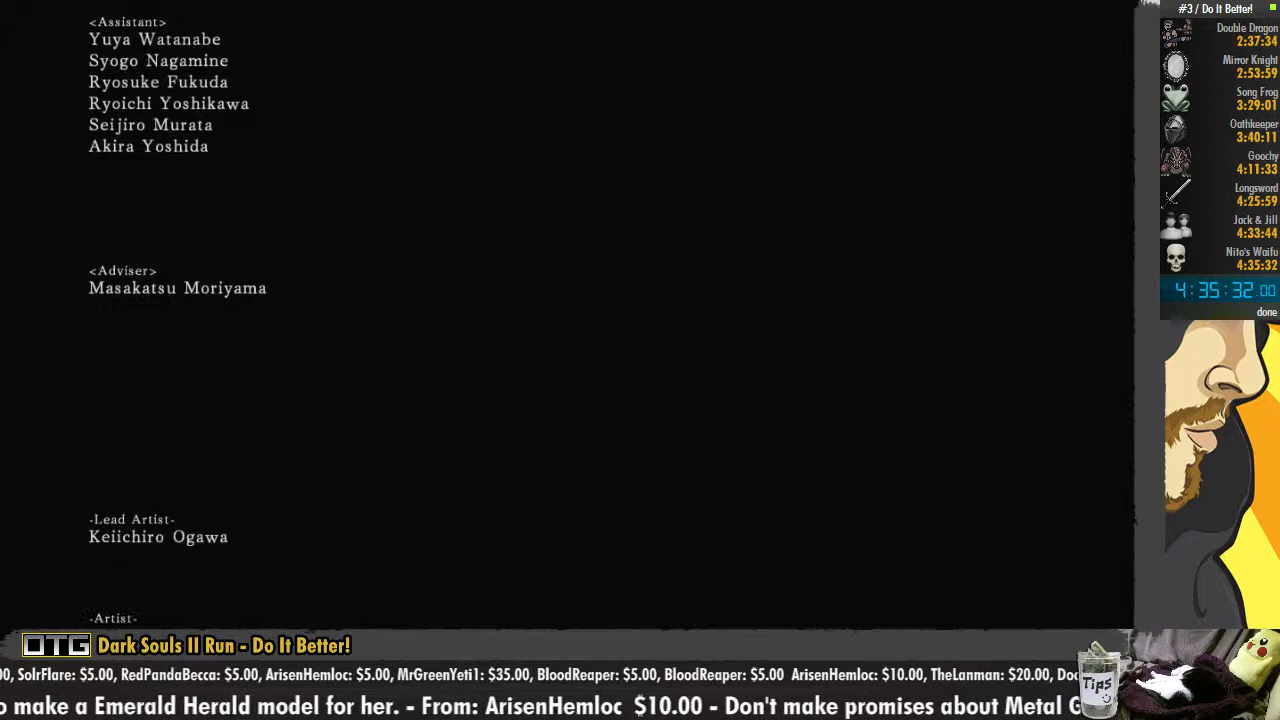 <Assistant>
Yuya Watanabe
Syogo Nagamine
Ryosuke Fukuda
Ryoichi Yoshikawa
Seijiro Murata
Akira Yoshida
<Adviser>
Masakatsu Moriyama
-Lead Artist-
Keiichiro Ogawa
-Artist-
#3 / Do It Better!
Double Dragon
2:37:34
Mirror Knight
2:53:59
Song Frog
3:29:01
Oathkeeper
3:40:11
Goochy
4:11:33
Longsword
4:25:59
Jack & Jill
4:33:44
Nito's Waifu
4:35:32
4:35:32.00
done
OTG Dark Souls II Run - Do It Better!
00, SolrFlare: $5.00, RedPandaBecca: $5.00, ArisenHemloc: $5.00, MrGreenYeti1: $35.00, BloodReaper: $5.00, BloodReaper: $5.00 ArisenHemloc: $10.00, TheLanman: $20.00, Doc
Tips
o make a Emerald Herald model for her. - From: ArisenHemloc $10.00 - Don't make promises about Metal G